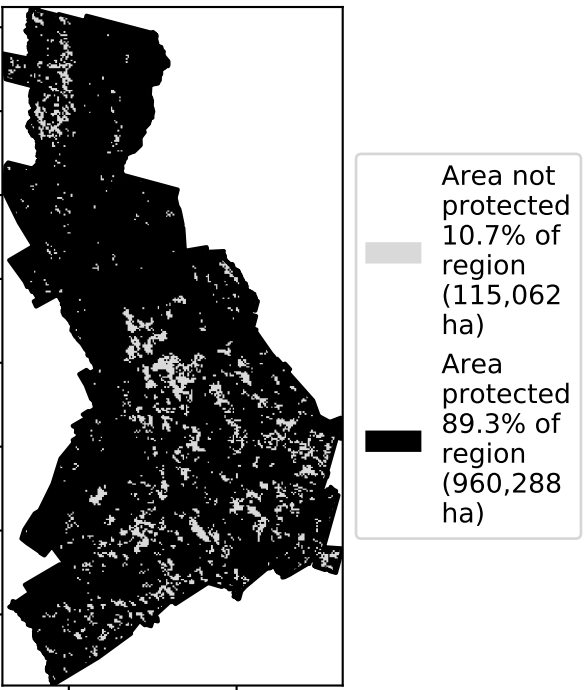 Area not
protected
10.7% of
region
(115,062
ha)
Area
protected
89.3% of
region
(960,288
ha)